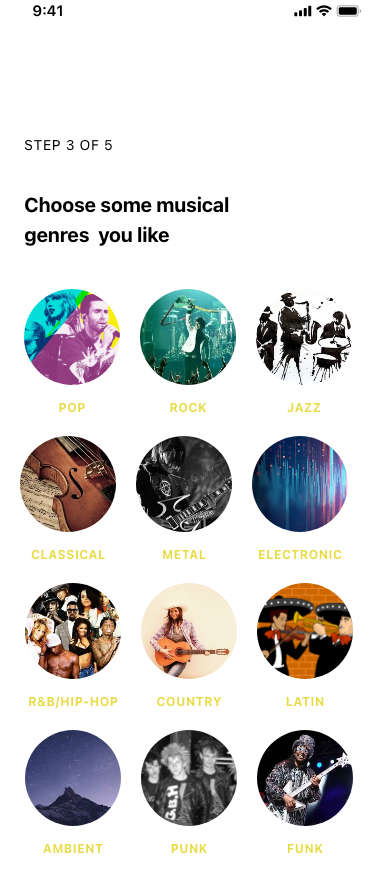 9:41
STEP 3 OF 5
Choose some musical
genres  you like
POP
ROCK
JAZZ
CLASSICAL
METAL
ELECTRONIC
R&B/HIP-HOP
COUNTRY
LATIN
G.B.H
AMBIENT
PUNK
FUNK